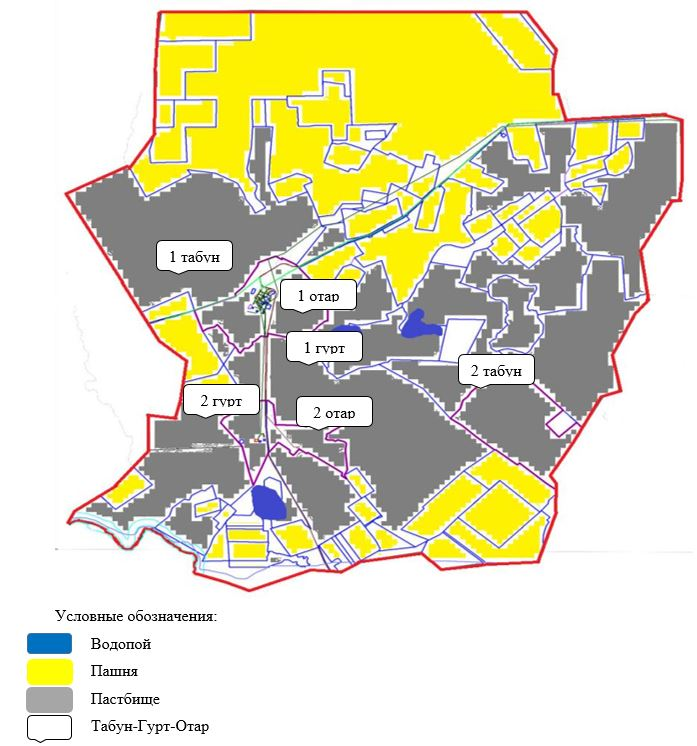 1 табун
1 отар
1 гурт
2 табун
2 гурт
2 отар
Условные обозначения:
Водопой
Пашня
Пастбище
Табун-Гурт-Отар